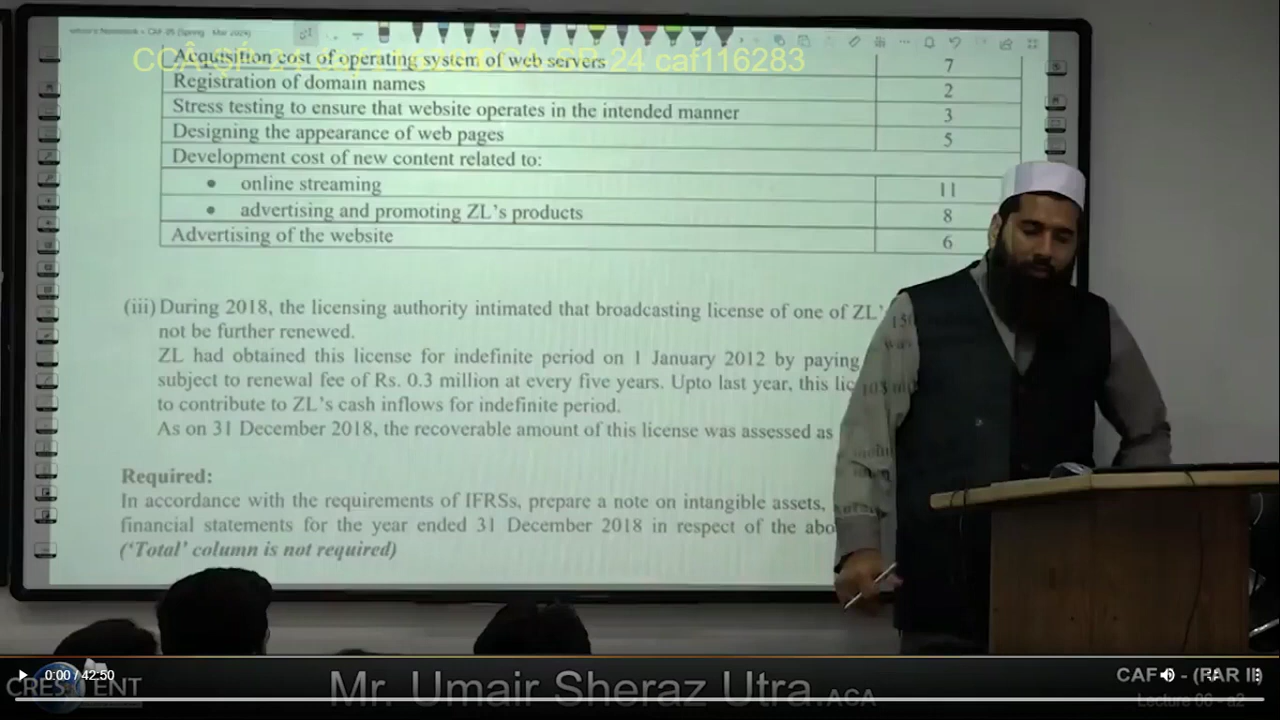 Acquisition cost of operating system of web servers 7
caf116283
Registration of domain names 2
Stress testing to ensure that website operates in the intended manner 3
Designing the appearance of web pages 5
Development cost of new content related to:
• online streaming 11
• advertising and promoting ZL's products 8
Advertising of the website 6
(iii) During 2018, the licensing authority intimated that broadcasting license of one of ZL'
not be further renewed.
ZL had obtained this license for indefinite period on 1 January 2012 by paying
subject to renewal fee of Rs. 0.3 million at every five years. Upto last year, this lic
to contribute to ZL's cash inflows for indefinite period.
As on 31 December 2018, the recoverable amount of this license was assessed as
Required:
In accordance with the requirements of IFRSs, prepare a note on intangible assets,
financial statements for the year ended 31 December 2018 in respect of the abo
('Total' column is not required)
0:00 / 42:50
Mr. Umair Sheraz Utra. ACA